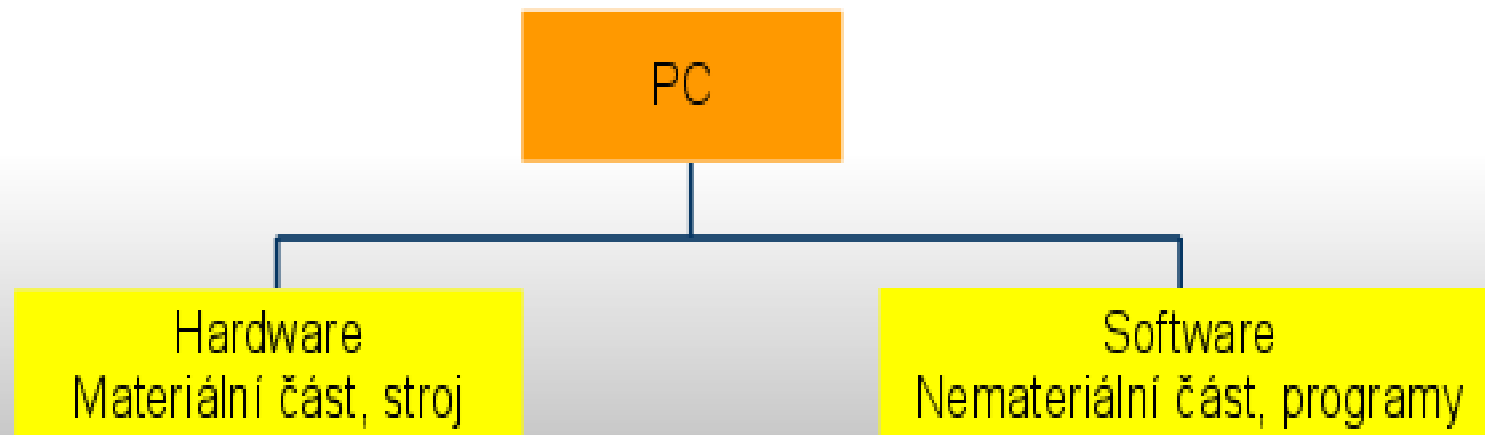 PC
Hardware
Materiální část, stroj
Software
Nemateriální část, programy